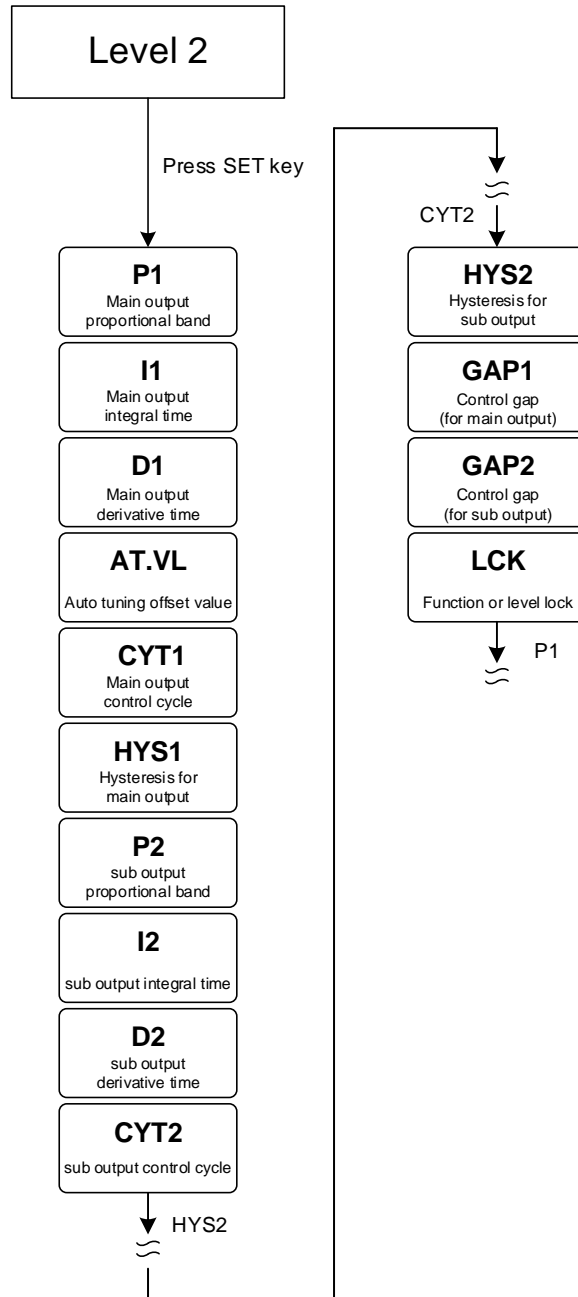 Level 2
Press SET key
P1
Main output
proportional band
I1
Main output
integral time
D1
Main output
derivative time
AT.VL
Auto tuning offset value
CYT1
Main output
control cycle
HYS1
Hysteresis for
main output
P2
sub output
proportional band
I2
sub output integral time
D2
sub output
derivative time
CYT2
sub output control cycle
HYS2
CYT2
HYS2
Hysteresis for
sub output
GAP1
Control gap
(for main output)
GAP2
Control gap
(for sub output)
LCK
Function or level lock
P1